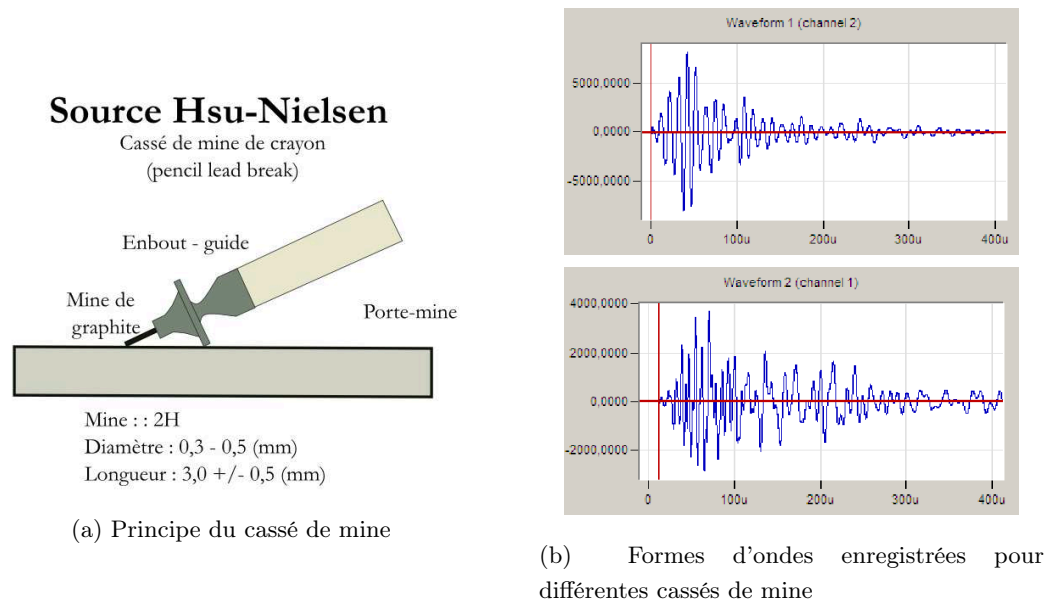 Source Hsu-Nielsen
Cassé de mine de crayon
(pencil lead break)
Enbout - guide
Mine de
graphite
Porte-mine
Mine : : 2H
Diamètre : 0,3 - 0,5 (mm)
Longueur : 3,0 +/- 0,5 (mm)
(a) Principe du cassé de mine
Waveform 1 (channel 2)
5000,0000
0,0000
-5000,0000
0 100u 200u 300u 400u
Waveform 2 (channel 1)
4000,0000
2000,0000
0,0000
-2000,0000
0 100u 200u 300u 400u
(b) Formes d'ondes enregistrées pour
différentes cassés de mine